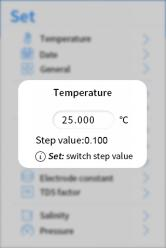 Set
Temperature
Date
General
Temperature
25.000 ℃
Step value:0.100
i Set: switch step value
Electrode constant
TDS factor
Salinity
Pressure